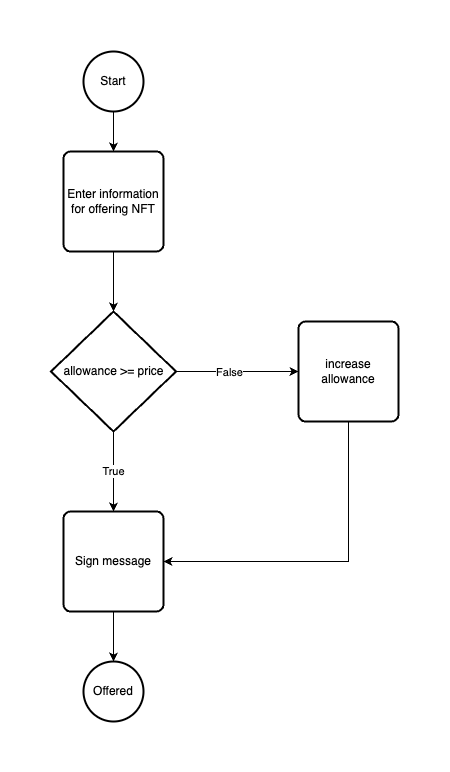 Start
Enter information
for offering NFT
allowance >= price
False
increase
allowance
True
Sign message
Offered